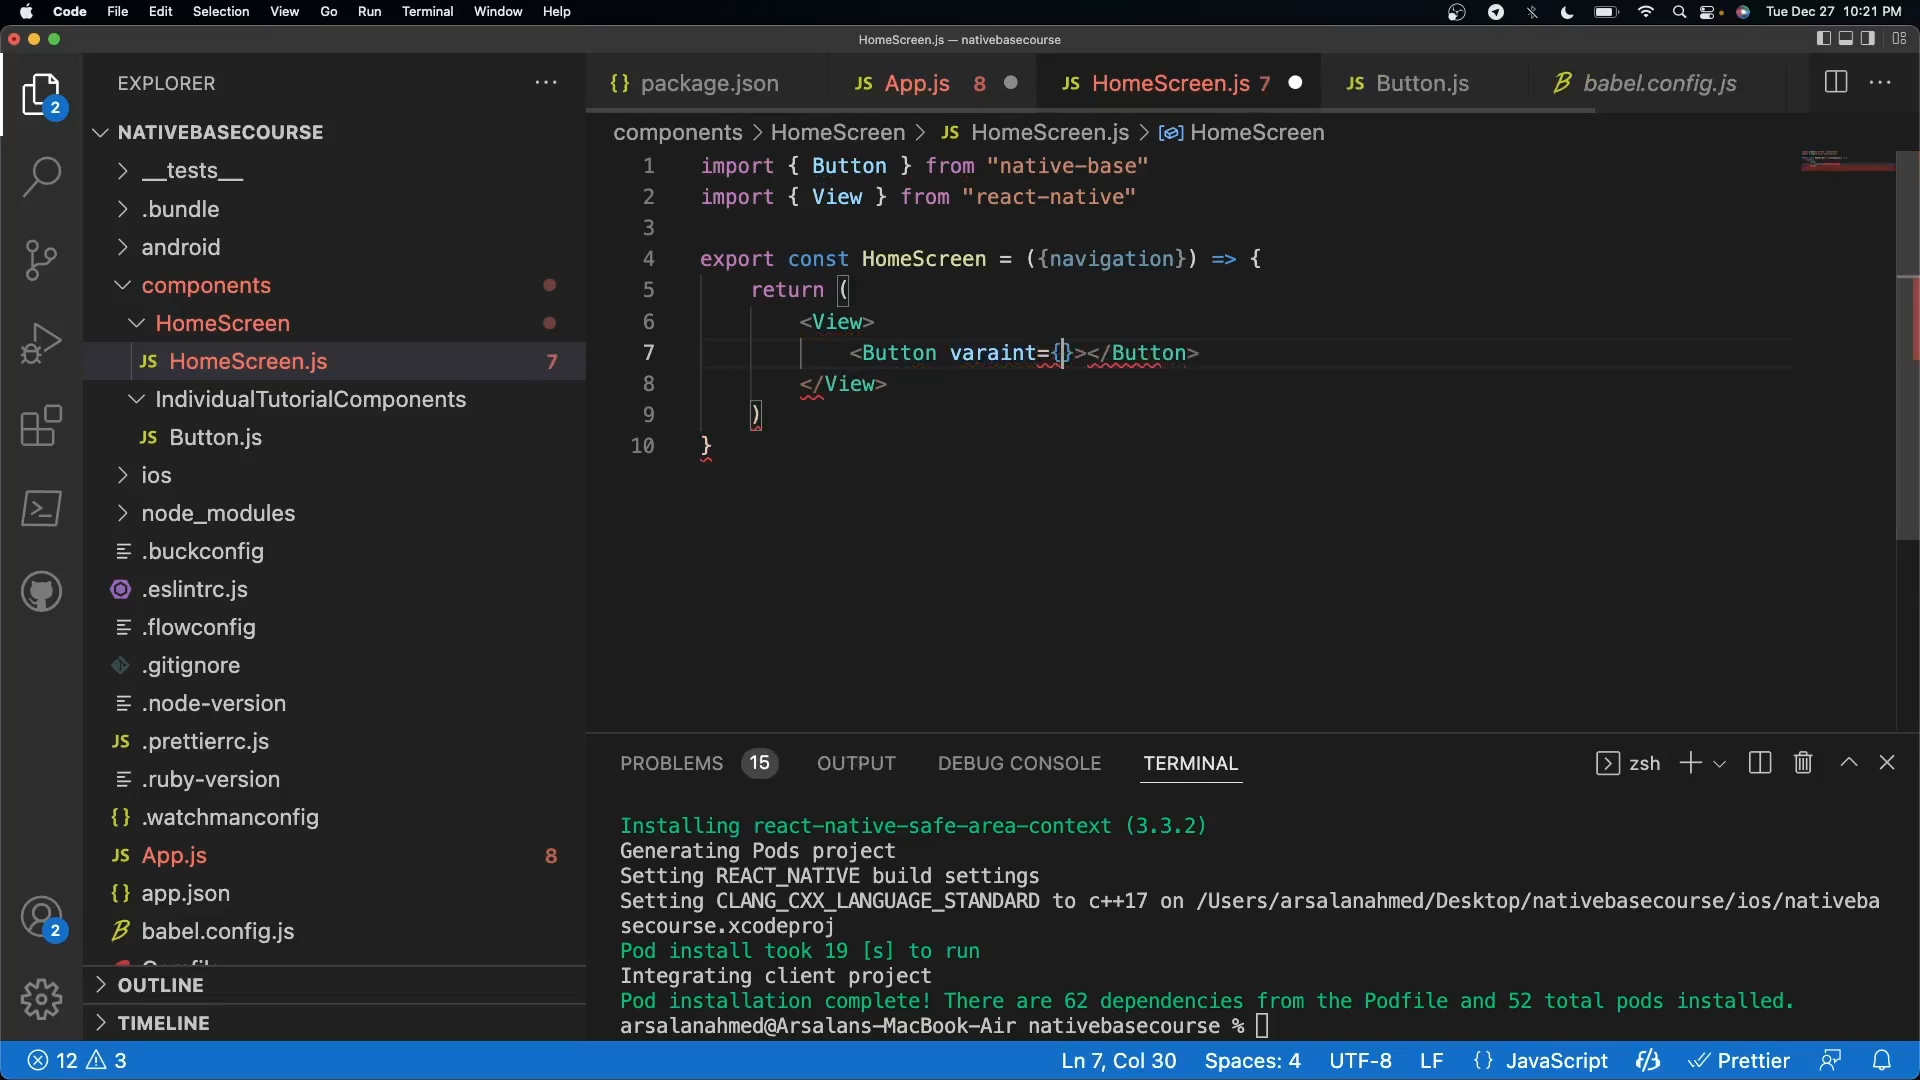 Code File Edit Selection View Go Run Terminal Window Help
Tue Dec 27 10:21 PM
HomeScreen.js — nativebasecourse
EXPLORER
{} package.json
JS App.js 8
JS HomeScreen.js 7
JS Button.js
babel.config.js
2
NATIVEBASECOURSE
__tests__
.bundle
android
components
HomeScreen
JS HomeScreen.js 7
IndividualTutorialComponents
JS Button.js
ios
node_modules
.buckconfig
.eslintrc.js
.flowconfig
.gitignore
.node-version
JS .prettierrc.js
.ruby-version
{} .watchmanconfig
JS App.js 8
{} app.json
babel.config.js
2
OUTLINE
TIMELINE
components > HomeScreen > JS HomeScreen.js > HomeScreen
1 import { Button } from "native-base"
2 import { View } from "react-native"
3
4 export const HomeScreen = ({navigation}) => {
5 return (
6 <View>
7 <Button varaint={}></Button>
8 </View>
9 )
10 }
PROBLEMS 15 OUTPUT DEBUG CONSOLE TERMINAL
zsh
Installing react-native-safe-area-context (3.3.2)
Generating Pods project
Setting REACT_NATIVE build settings
Setting CLANG_CXX_LANGUAGE_STANDARD to c++17 on /Users/arsalanahmed/Desktop/nativebasecourse/ios/nativeba
secourse.xcodeproj
Pod install took 19 [s] to run
Integrating client project
Pod installation complete! There are 62 dependencies from the Podfile and 52 total pods installed.
arsalanahmed@Arsalans-MacBook-Air nativebasecourse %
12 3
Ln 7, Col 30 Spaces: 4 UTF-8 LF {} JavaScript Prettier